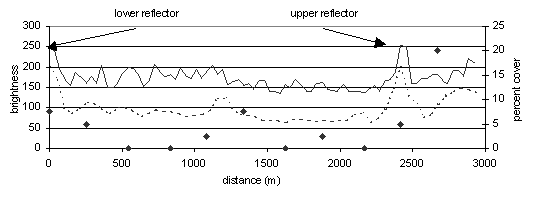 lower reflector upper reflector
300 25
250
20
200
15
150
10
100
5
50
0 0
0 500 1000 1500 2000 2500 3000
brightness
percent cover
distance (m)